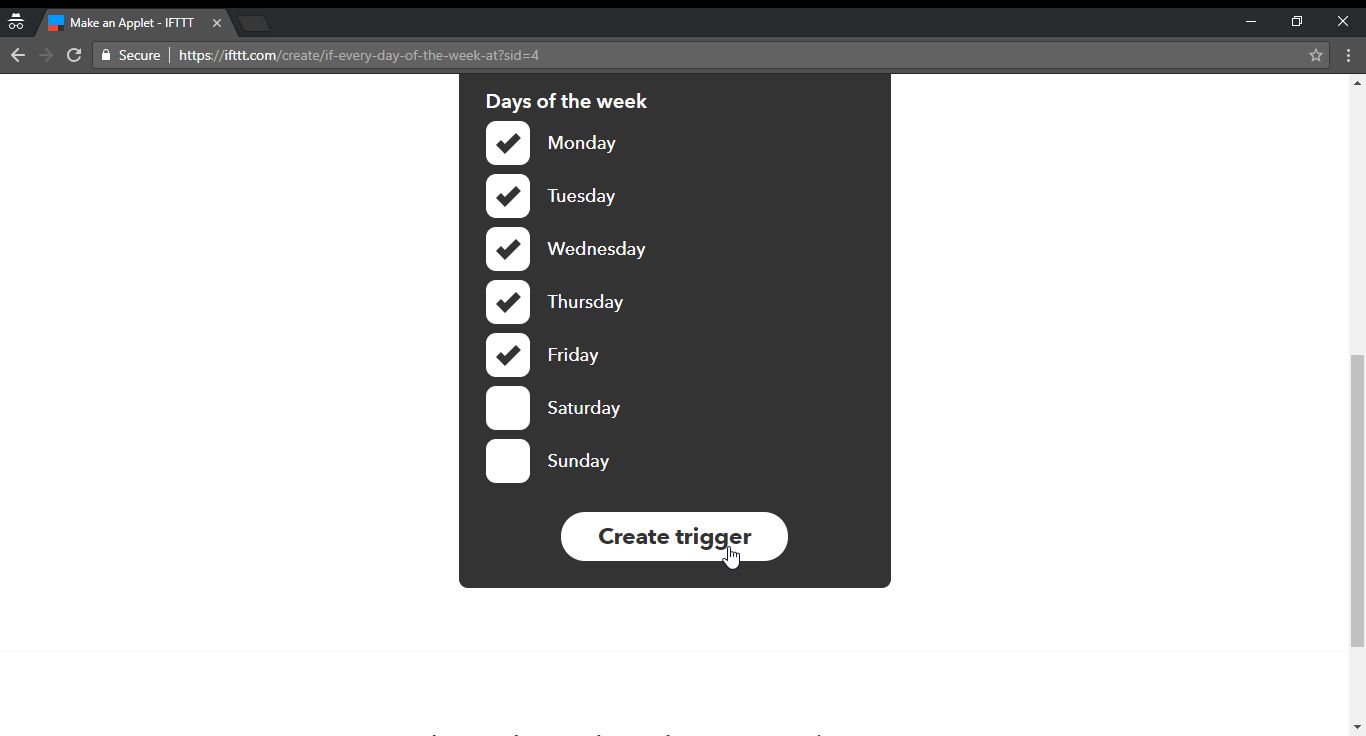 Make an Applet - IFTTT
Secure https://ifttt.com/create/if-every-day-of-the-week-at?sid=4
Days of the week
Monday
Tuesday
Wednesday
Thursday
Friday
Saturday
Sunday
Create trigger